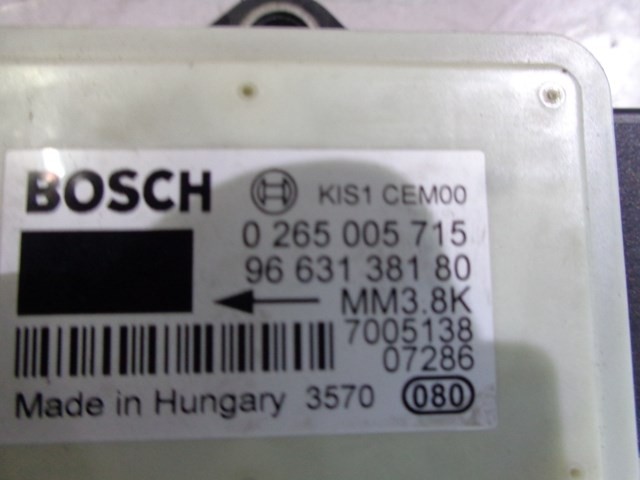 BOSCH KIS1 CEM00
0 265 005 715
96 631 381 80
MM3.8K
7005138
07286
Made in Hungary 3570 080